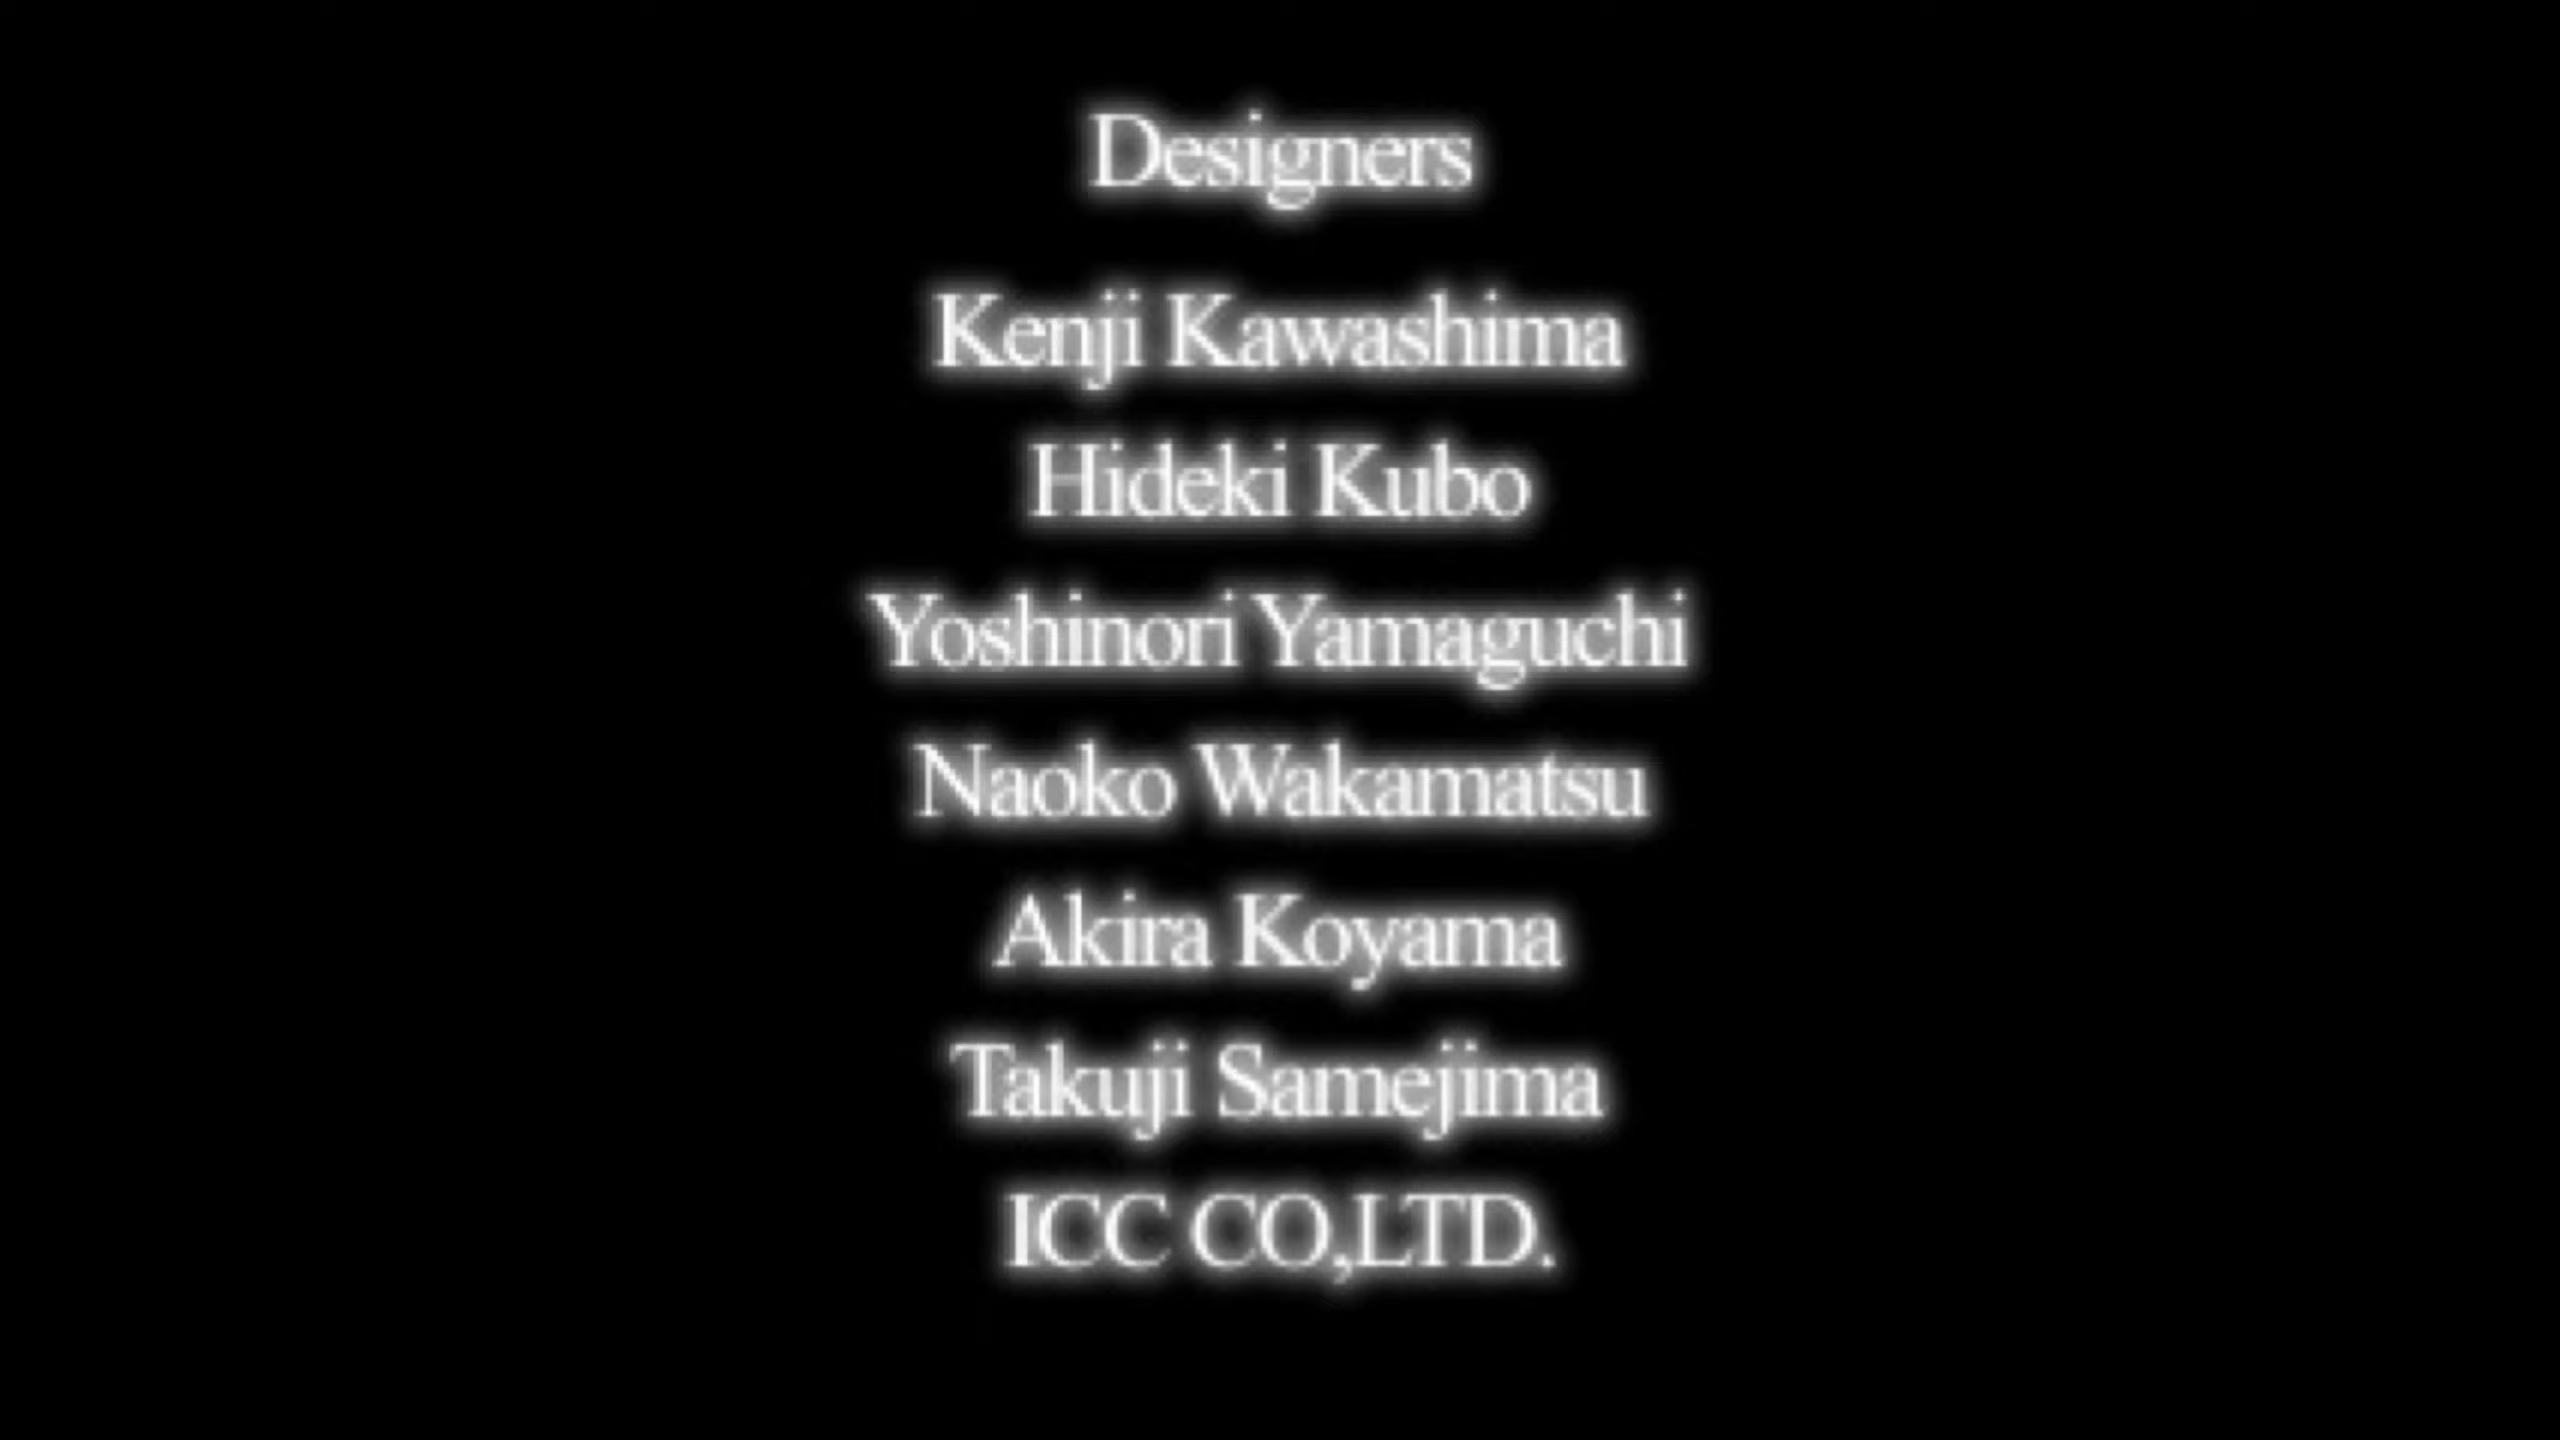 Designers
Kenji Kawashima
Hideki Kubo
Yoshinori Yamaguchi
Naoko Wakamatsu
Akira Koyama
Takuji Samejima
ICC CO,LTD.